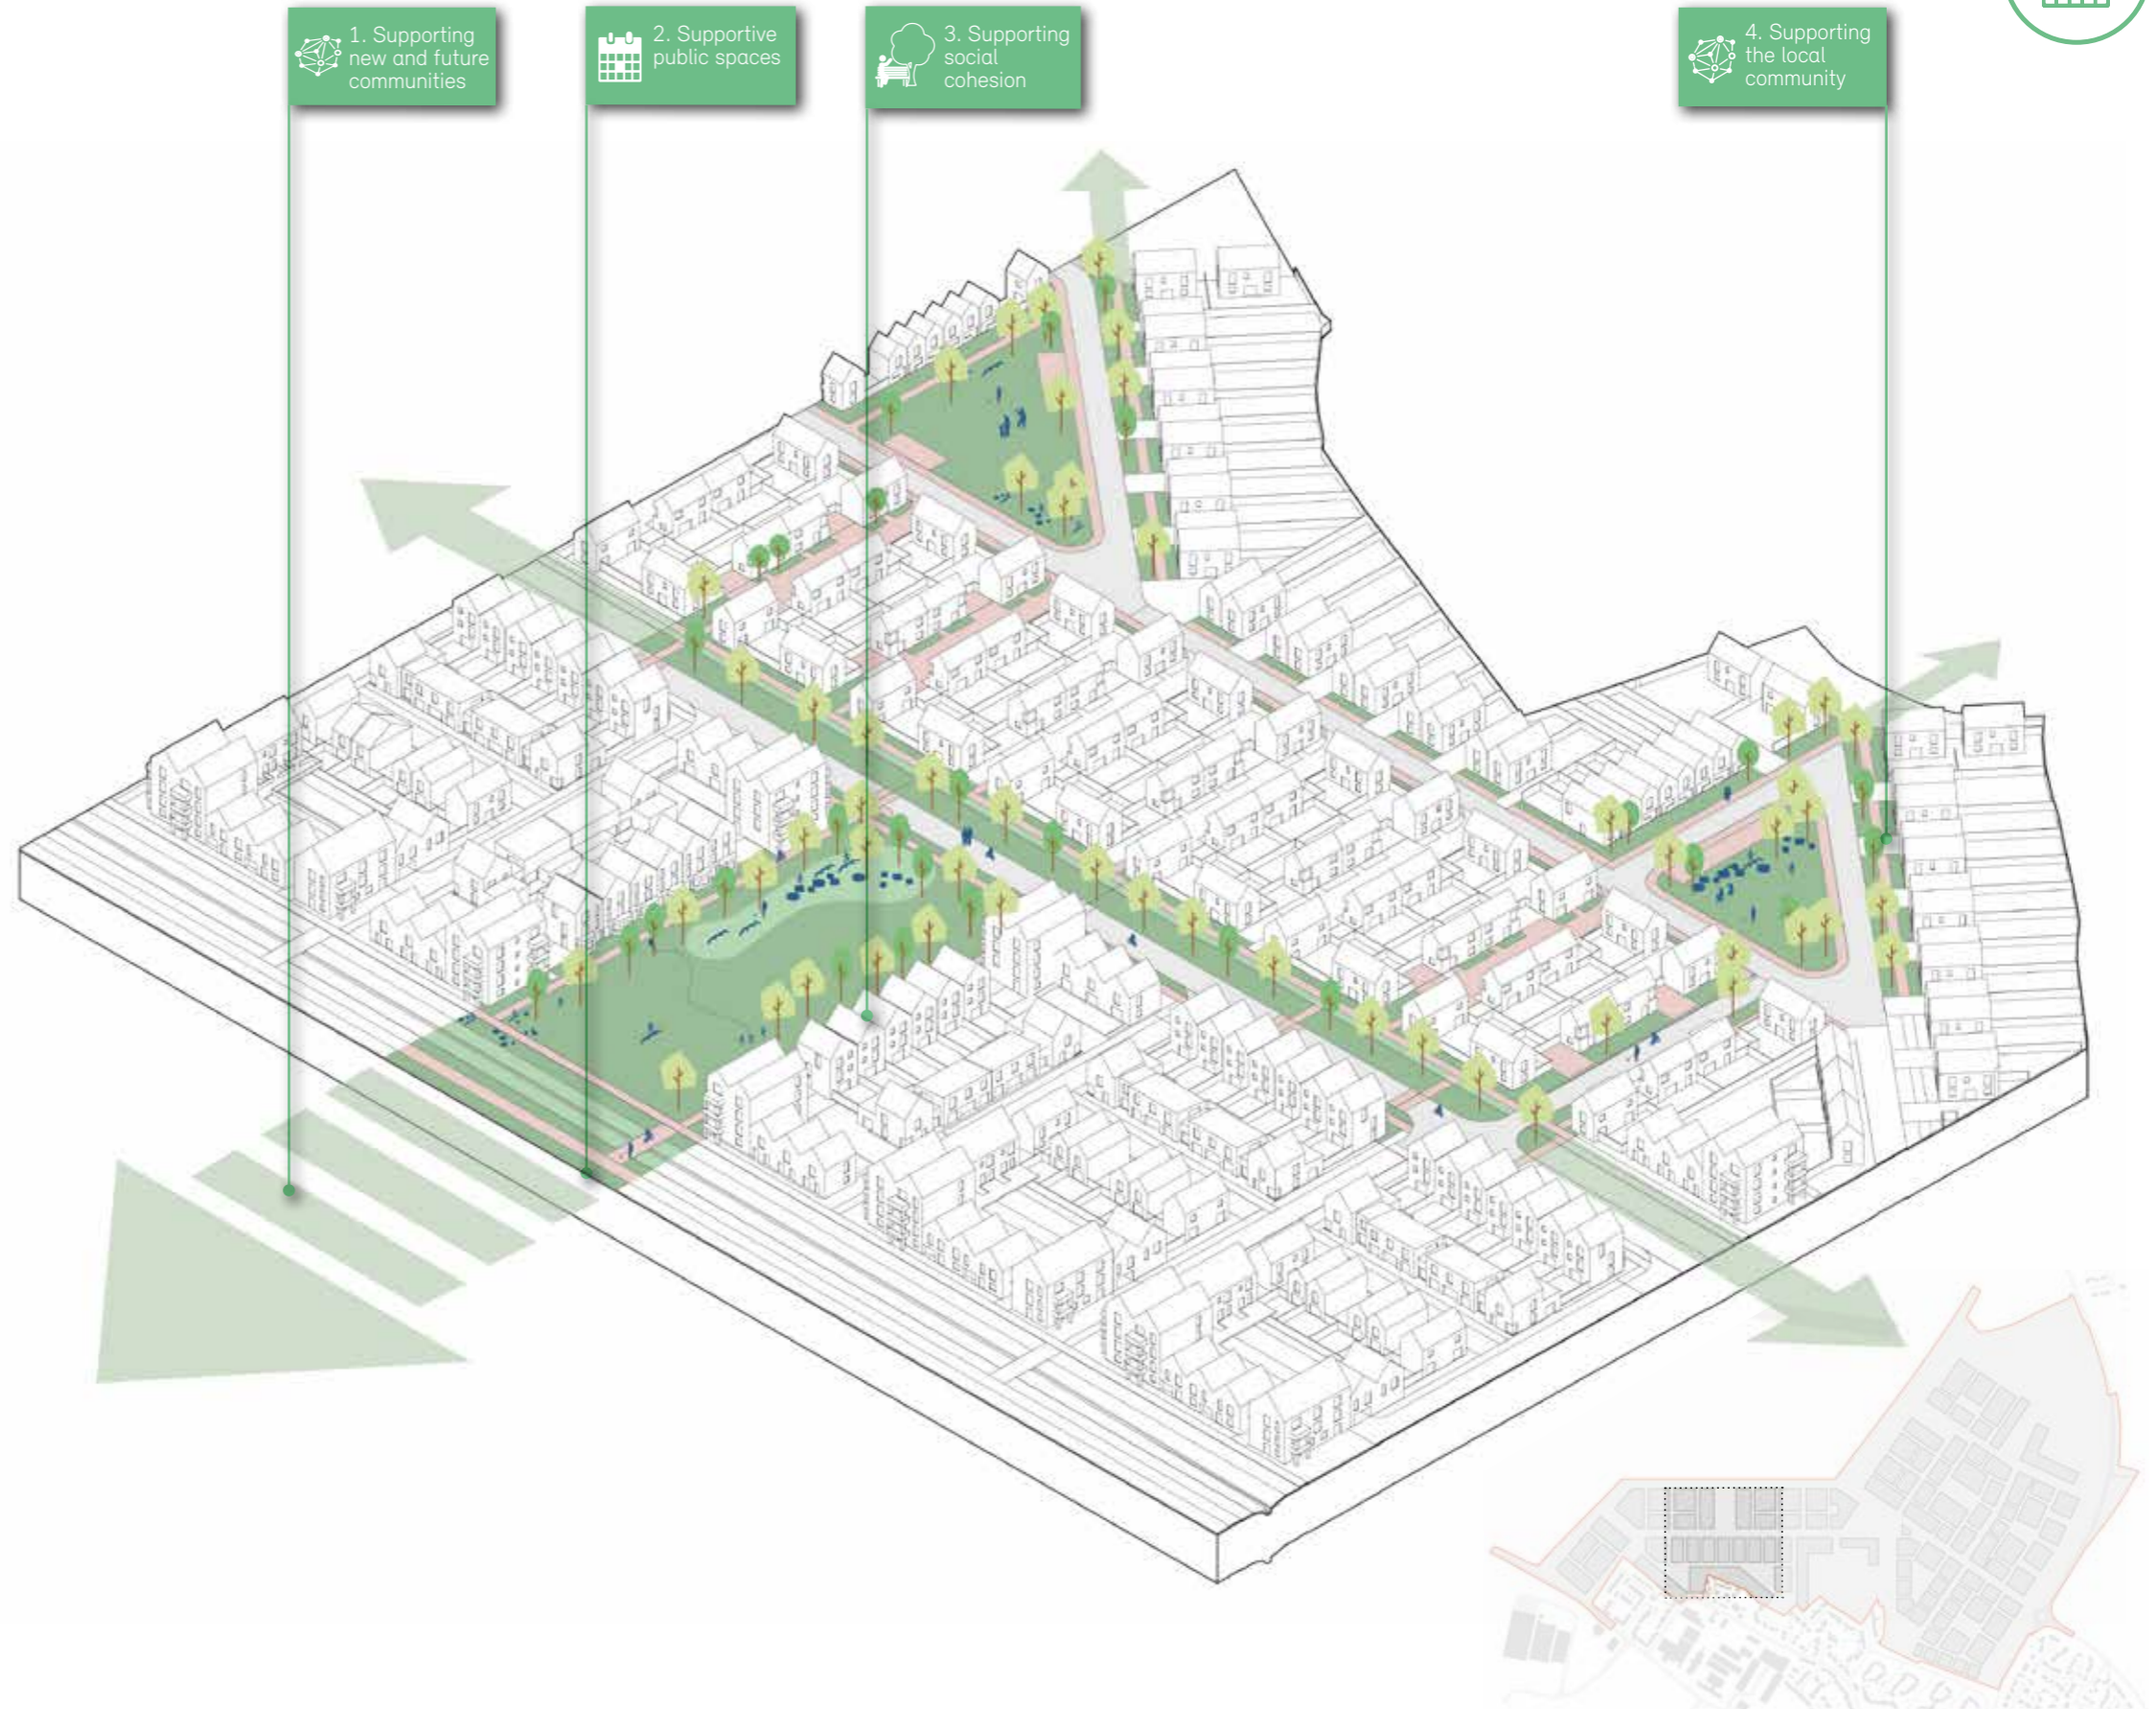 1. Supporting
new and future
communities
2. Supportive
public spaces
3. Supporting
social
cohesion
4. Supporting
the local
community